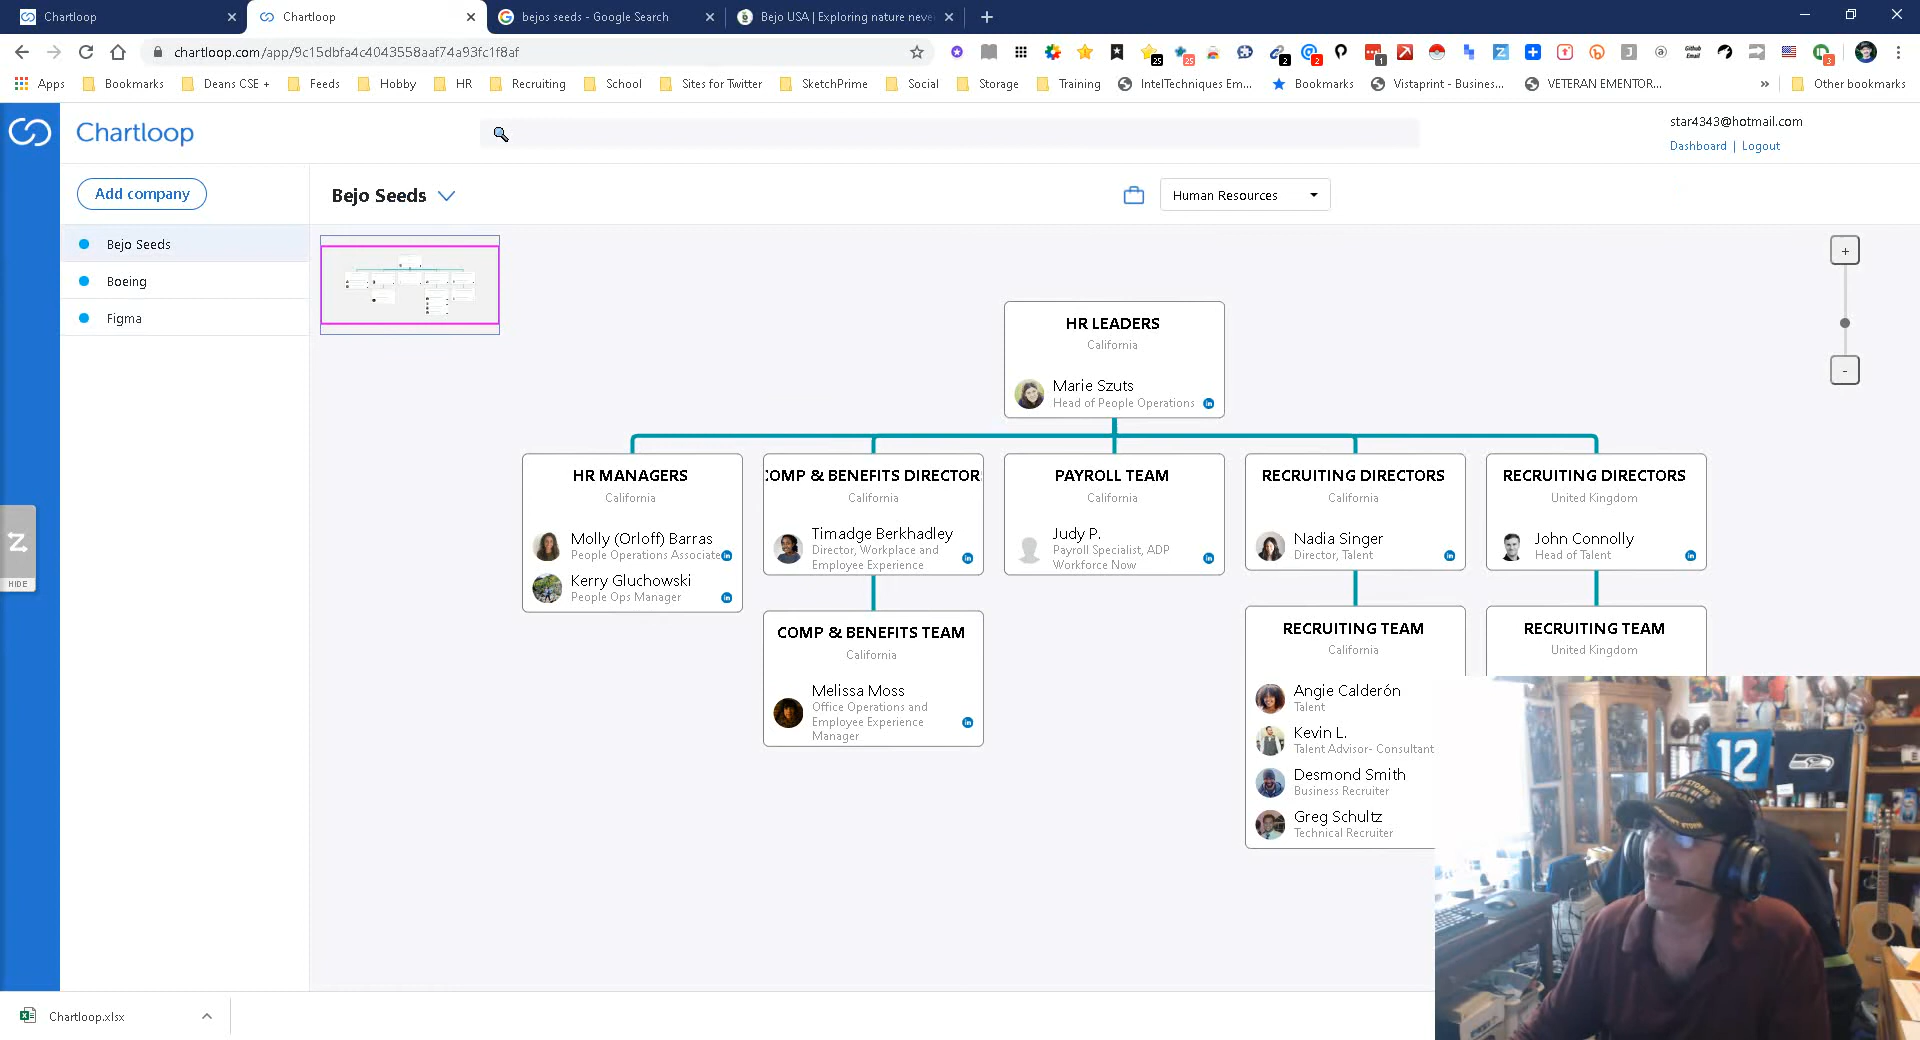 Chartloop
Chartloop
bejos seeds - Google Search
Bejo USA | Exploring nature neve
chartloop.com/app/9c15dbfa4c4043558aaf74a93fc1f8af
Apps
Bookmarks
Deans CSE +
Feeds
Hobby
HR
Recruiting
School
Sites for Twitter
SketchPrime
Social
Storage
Training
IntelTechniques Em...
Bookmarks
Vistaprint - Busines...
VETERAN EMENTOR...
»
Other bookmarks
Chartloop
star4343@hotmail.com
Dashboard | Logout
Add company
Bejo Seeds
Human Resources
Bejo Seeds
Boeing
Figma
+
-
HR LEADERS
California
Marie Szuts
Head of People Operations
HR MANAGERS
California
Molly (Orloff) Barras
People Operations Associate
Kerry Gluchowski
People Ops Manager
COMP & BENEFITS DIRECTOR
California
Timadge Berkhadley
Director, Workplace and
Employee Experience
PAYROLL TEAM
California
Judy P.
Payroll Specialist, ADP
Workforce Now
RECRUITING DIRECTORS
California
Nadia Singer
Director, Talent
RECRUITING DIRECTORS
United Kingdom
John Connolly
Head of Talent
COMP & BENEFITS TEAM
California
Melissa Moss
Office Operations and
Employee Experience
Manager
RECRUITING TEAM
California
Angie Calderón
Talent
Kevin L.
Talent Advisor- Consultant
Desmond Smith
Business Recruiter
Greg Schultz
Technical Recruiter
RECRUITING TEAM
United Kingdom
HIDE
12
Chartloop.xlsx